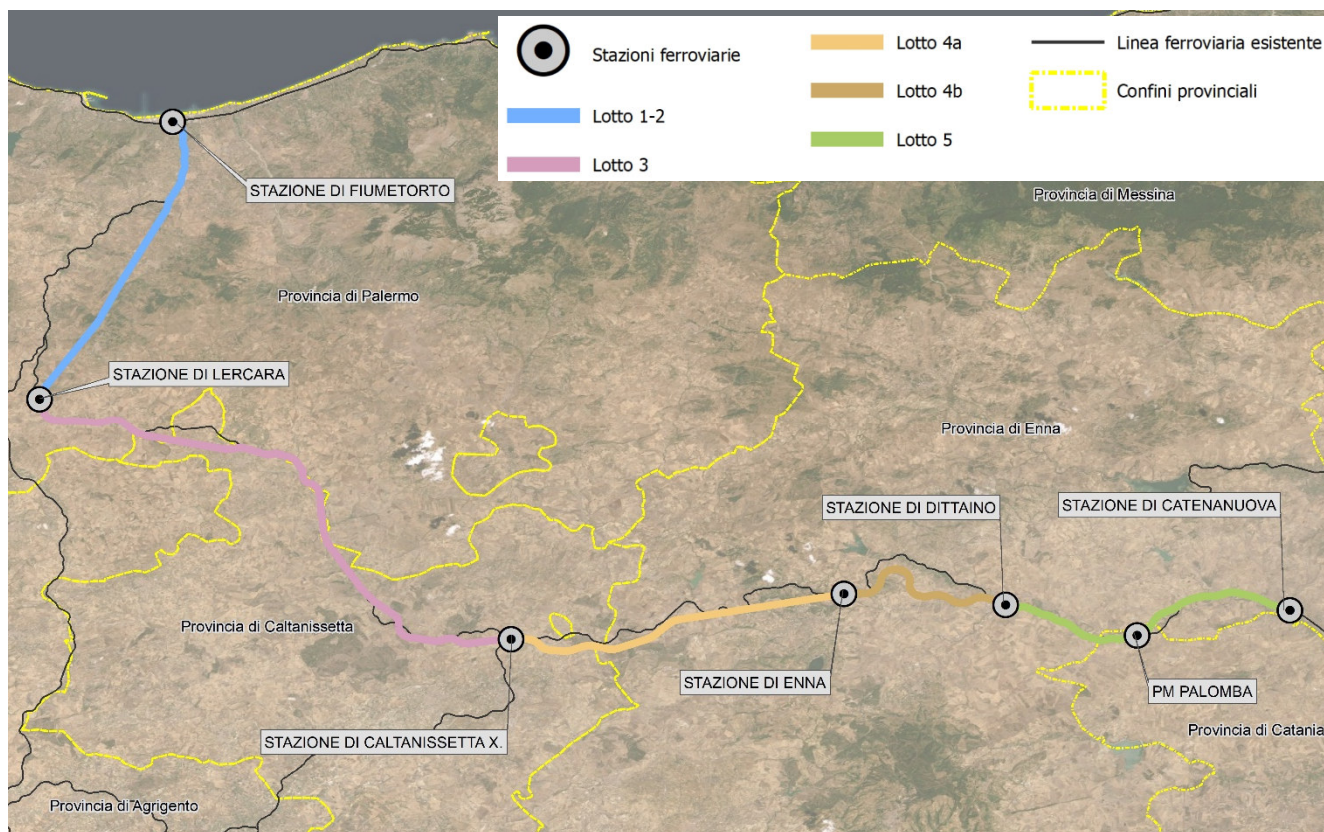 Stazioni ferroviarie
Lotto 1-2
Lotto 3
Lotto 4a
Lotto 4b
Lotto 5
Linea ferroviaria esistente
Confini provinciali
STAZIONE DI FIUMETORTO
Provincia di Messina
Provincia di Palermo
STAZIONE DI LERCARA
Provincia di Enna
STAZIONE DI DITTAINO
STAZIONE DI CATENANUOVA
Provincia di Caltanissetta
STAZIONE DI ENNA
PM PALOMBA
Provincia di Catania
STAZIONE DI CALTANISSETTA X.
Provincia di Agrigento